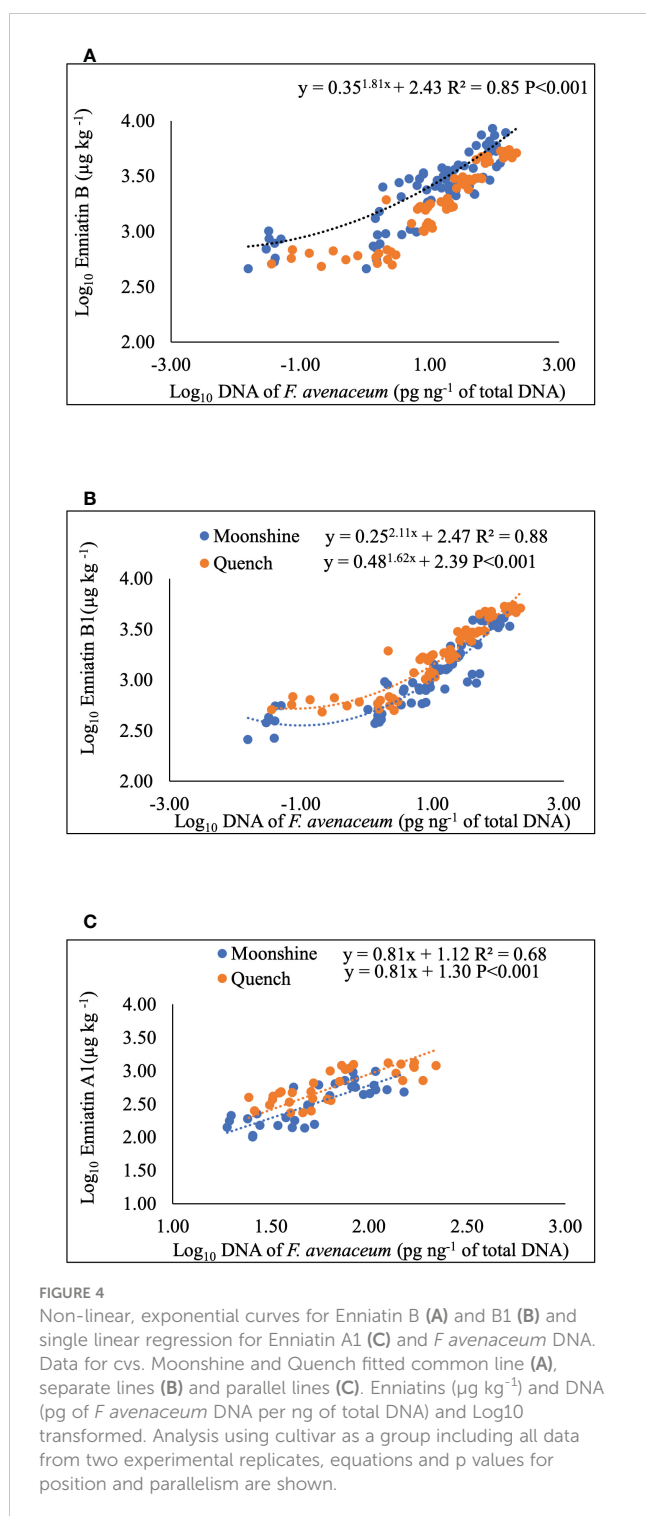 A
y = 0.35^1.81x + 2.43 R² = 0.85 P<0.001
Log₁₀ Enniatin B (µg kg⁻¹)
4.00
3.50
3.00
2.50
2.00
-3.00 -1.00 1.00 3.00
Log₁₀ DNA of F. avenaceum (pg ng⁻¹ of total DNA)
B
Moonshine y = 0.25^2.11x + 2.47 R² = 0.88
Quench y = 0.48^1.62x + 2.39 P<0.001
Log₁₀ Enniatin B1(µg kg⁻¹)
4.00
3.50
3.00
2.50
2.00
-3.00 -1.00 1.00 3.00
Log₁₀ DNA of F. avenaceum (pg ng⁻¹ of total DNA)
C
Moonshine y = 0.81x + 1.12 R² = 0.68
Quench y = 0.81x + 1.30 P<0.001
Log₁₀ Enniatin A1(µg kg⁻¹)
4.00
3.50
3.00
2.50
2.00
1.50
1.00
1.00 1.50 2.00 2.50 3.00
Log₁₀ DNA of F. avenaceum (pg ng⁻¹ of total DNA)
FIGURE 4
Non-linear, exponential curves for Enniatin B (A) and B1 (B) and
single linear regression for Enniatin A1 (C) and F avenaceum DNA.
Data for cvs. Moonshine and Quench fitted common line (A),
separate lines (B) and parallel lines (C). Enniatins (µg kg⁻¹) and DNA
(pg of F avenaceum DNA per ng of total DNA) and Log10
transformed. Analysis using cultivar as a group including all data
from two experimental replicates, equations and p values for
position and parallelism are shown.